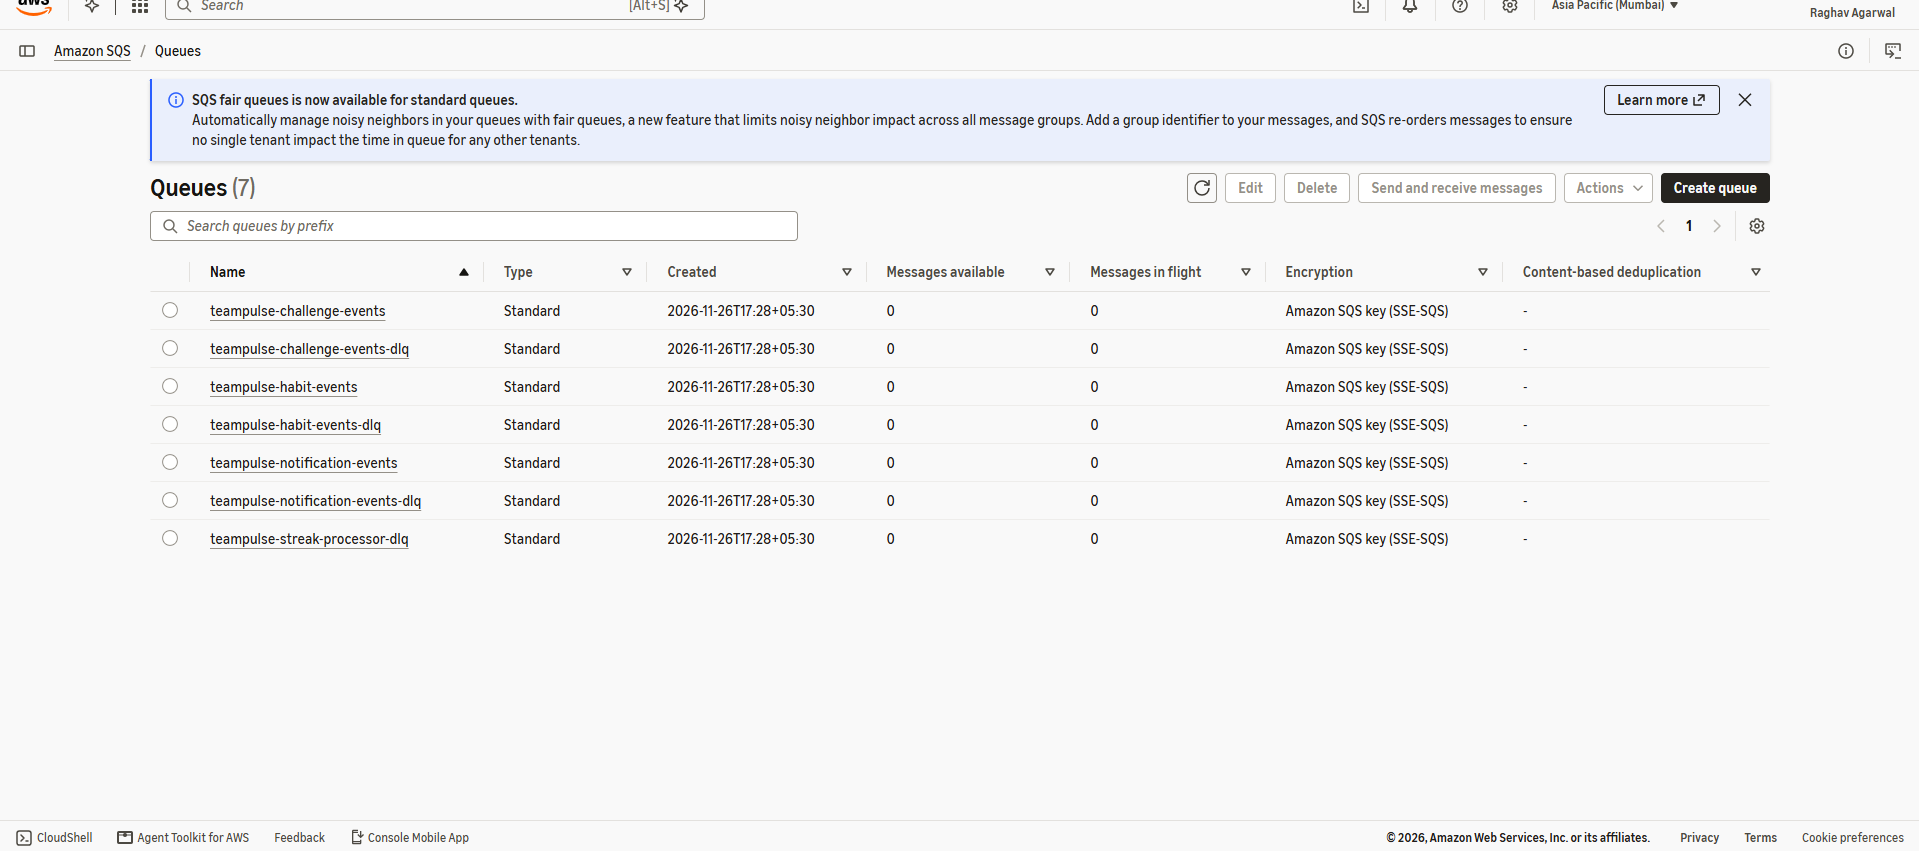 aws
Search [Alt+S] Asia Pacific (Mumbai) Raghav Agarwal
Amazon SQS / Queues
SQS fair queues is now available for standard queues.
Automatically manage noisy neighbors in your queues with fair queues, a new feature that limits noisy neighbor impact across all message groups. Add a group identifier to your messages, and SQS re-orders messages to ensure
no single tenant impact the time in queue for any other tenants.
Learn more
Queues (7) Edit Delete Send and receive messages Actions Create queue
Search queues by prefix 1
Name Type Created Messages available Messages in flight Encryption Content-based deduplication
teampulse-challenge-events Standard 2026-11-26T17:28+05:30 0 0 Amazon SQS key (SSE-SQS) -
teampulse-challenge-events-dlq Standard 2026-11-26T17:28+05:30 0 0 Amazon SQS key (SSE-SQS) -
teampulse-habit-events Standard 2026-11-26T17:28+05:30 0 0 Amazon SQS key (SSE-SQS) -
teampulse-habit-events-dlq Standard 2026-11-26T17:28+05:30 0 0 Amazon SQS key (SSE-SQS) -
teampulse-notification-events Standard 2026-11-26T17:28+05:30 0 0 Amazon SQS key (SSE-SQS) -
teampulse-notification-events-dlq Standard 2026-11-26T17:28+05:30 0 0 Amazon SQS key (SSE-SQS) -
teampulse-streak-processor-dlq Standard 2026-11-26T17:28+05:30 0 0 Amazon SQS key (SSE-SQS) -
CloudShell Agent Toolkit for AWS Feedback Console Mobile App © 2026, Amazon Web Services, Inc. or its affiliates. Privacy Terms Cookie preferences